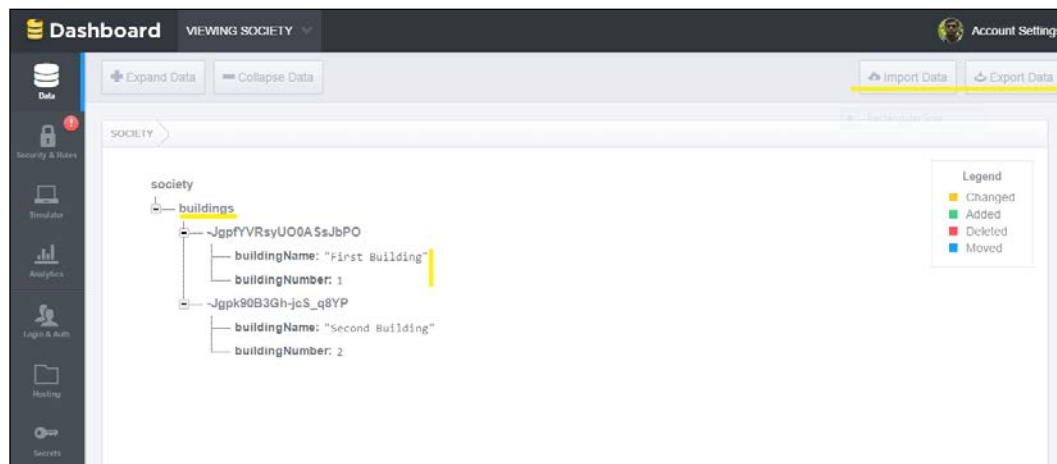 Dashboard VIEWING SOCIETY Account Settings
Data
Expand Data Collapse Data Import Data Export Data
Security & Rules
SOCIETY
Simulator
Analytics
Login & Auth
Hosting
Secrets
society
buildings
-JgpfYVRsyUO0ASsJbPO
buildingName: "First Building"
buildingNumber: 1
-Jgpk90B3Gh-jcS_q8YP
buildingName: "Second Building"
buildingNumber: 2
Legend
Changed
Added
Deleted
Moved